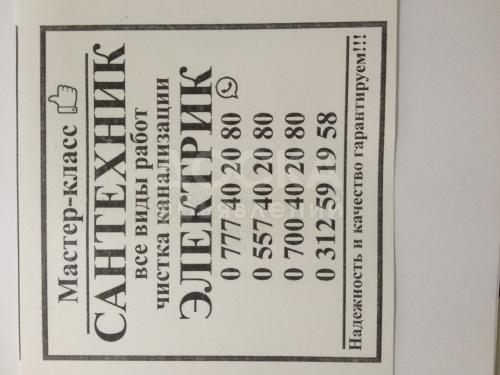 Мастер-класс
САНТЕХНИК
все виды работ
чистка канализации
ЭЛЕКТРИК
0 777 40 20 80
0 557 40 20 80
0 700 40 20 80
0 312 59 19 58
Надежность и качество гарантируем!!!